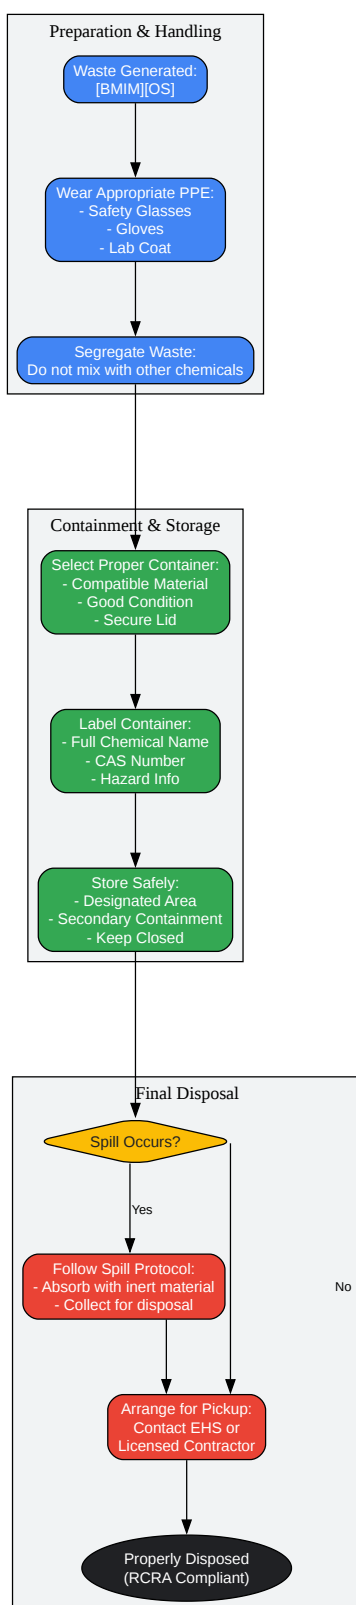 Preparation & Handling
Waste Generated:
[BMIM][OS]
Wear Appropriate PPE:
- Safety Glasses
- Gloves
- Lab Coat
Segregate Waste:
Do not mix with other chemicals
Containment & Storage
Select Proper Container:
- Compatible Material
- Good Condition
- Secure Lid
Label Container:
- Full Chemical Name
- CAS Number
- Hazard Info
Store Safely:
- Designated Area
- Secondary Containment
- Keep Closed
Final Disposal
Spill Occurs?
Yes
Follow Spill Protocol:
- Absorb with inert material
- Collect for disposal
No
Arrange for Pickup:
Contact EHS or
Licensed Contractor
Properly Disposed
(RCRA Compliant)